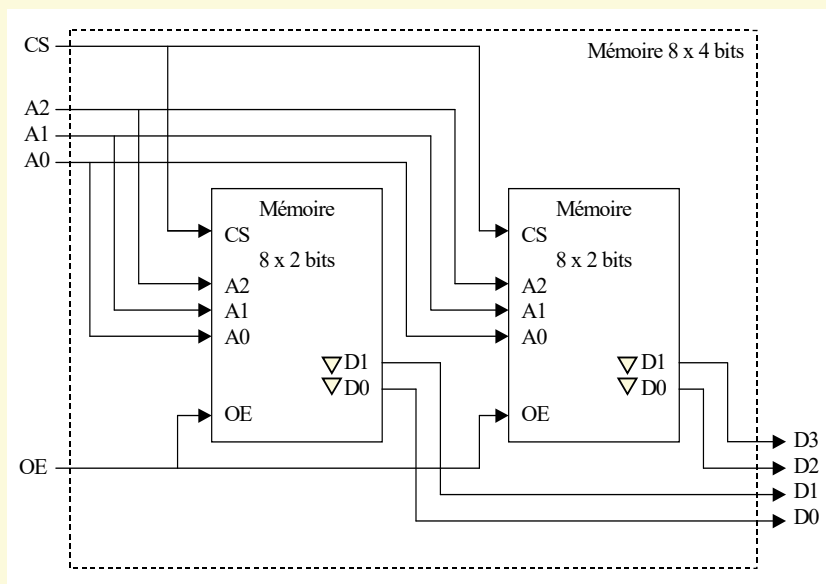 CS
Mémoire 8 x 4 bits
A2
A1
A0
Mémoire
CS
8 x 2 bits
A2
A1
A0
D1
D0
OE
Mémoire
CS
8 x 2 bits
A2
A1
A0
D1
D0
OE
OE
D3
D2
D1
D0